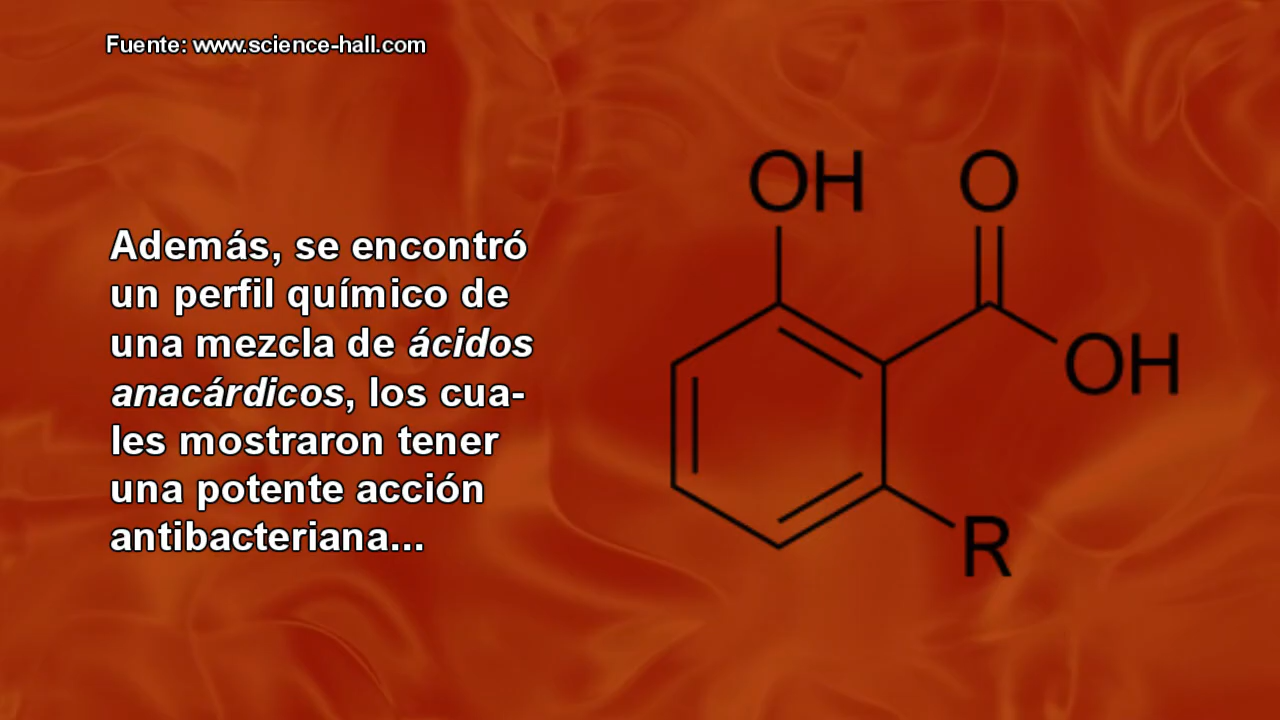 Fuente: www.science-hall.com
Además, se encontró
un perfil químico de
una mezcla de ácidos
anacárdicos, los cua-
les mostraron tener
una potente acción
antibacteriana...
OH
O
OH
R